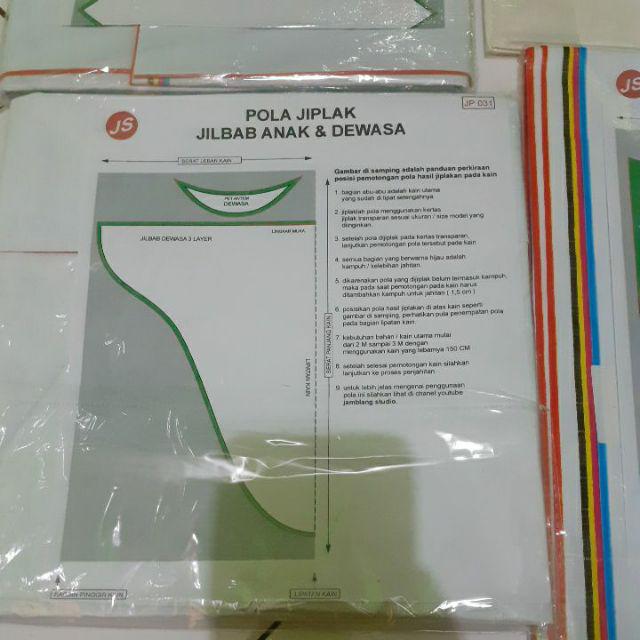 JS
JP 031
POLA JIPLAK
JILBAB ANAK & DEWASA
SERAT LEBAR KAIN
PET ANTEM
DEWASA
JILBAB DEWASA 3 LAYER
LINGKAR MUKA
SERAT PANJANG KAIN
LIPATAN KAIN
Gambar di samping adalah panduan perkiraan
posisi pemotongan pola hasil jiplakan pada kain
1. bagian abu-abu adalah kain utama
yang sudah di lipat setengahnya
2. jiplaklah pola menggunakan kertas
jiplak transparan sesuai ukuran / size model yang
diinginkan.
3. setelah pola dijiplak pada kertas transparan,
lanjutkan pemotongan pola tersebut pada kain
4. semua bagian yang berwarna hijau adalah
kampuh / kelebihan jahitan.
5. dikarenakan pola yang dijiplak belum termasuk kampuh,
maka pada saat pemotongan pada kain harus
ditambahkan kampuh untuk jahitan ( 1,5 cm )
6. posisikan pola hasil jiplakan di atas kain seperti
gambar di samping, perhatikan pola penempatan pola
pada bagian lipatan kain.
7. kebutuhan bahan / kain utama mulai
dari 2 M sampai 3 M dengan
menggunakan kain yang lebarnya 150 CM
8. setelah selesai pemotongan kain silahkan
lanjutkan ke proses penjahitan
9. untuk lebih jelas mengenai penggunaan
pola ini silahkan lihat di chanel youtube
jamblang studio.
BAGIAN PINGGIR KAIN
LIPATEN KAIN
JS